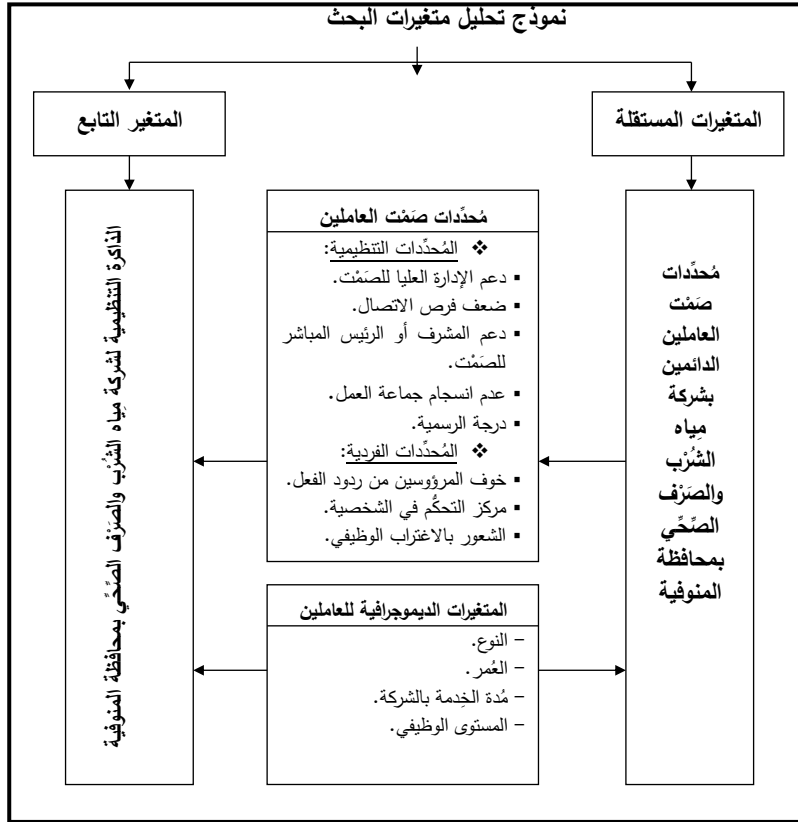 نموذج تحليل متغيرات البحث
المتغيرات المستقلة
المتغير التابع
مُحدِّدات
صَمْت
العاملين
الدائمين
بشركة
مِياه
الشُرْب
والصَرْف
الصِّحِّي
بمحافظة
المنوفية
مُحدِّدات صَمْت العاملين
❖ المُحدِّدات التنظيمية:
▪ دعم الإدارة العليا للصَمْت.
▪ ضعف فرص الاتصال.
▪ دعم المشرف أو الرئيس المباشر
للصَمْت.
▪ عدم انسجام جماعة العمل.
▪ درجة الرسمية.
❖ المُحدِّدات الفردية:
▪ خوف المرؤوسين من ردود الفعل.
▪ مركز التحكُّم في الشخصية.
▪ الشعور بالاغتراب الوظيفي.
المتغيرات الديموجرافية للعاملين
– النوع.
– العُمر.
– مُدة الخِدمة بالشركة.
– المستوى الوظيفي.
الذاكرة التنظيمية لشركة مِياه الشُرْب والصَرْف الصِّحِّي بمحافظة المنوفية